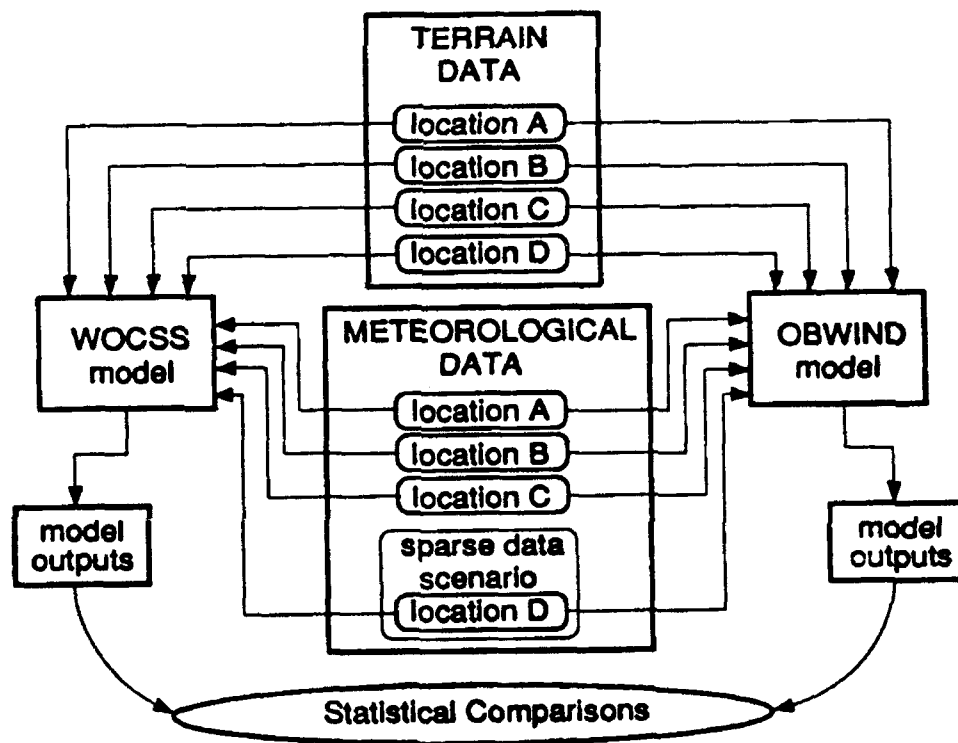 TERRAIN
DATA
location A
location B
location C
location D
WOCSS
model
METEOROLOGICAL
DATA
location A
location B
location C
sparse data
scenario
location D
OBWIND
model
model
outputs
model
outputs
Statistical Comparisons